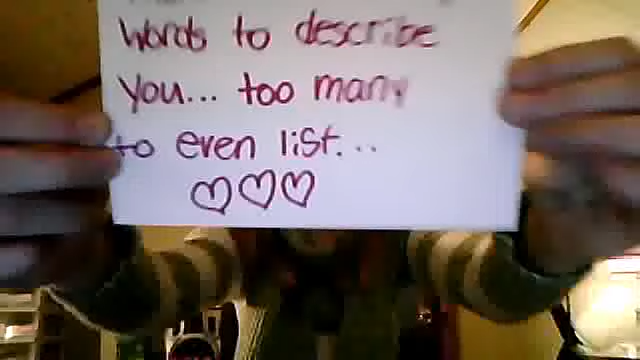 words to describe
you... too many
to even list...